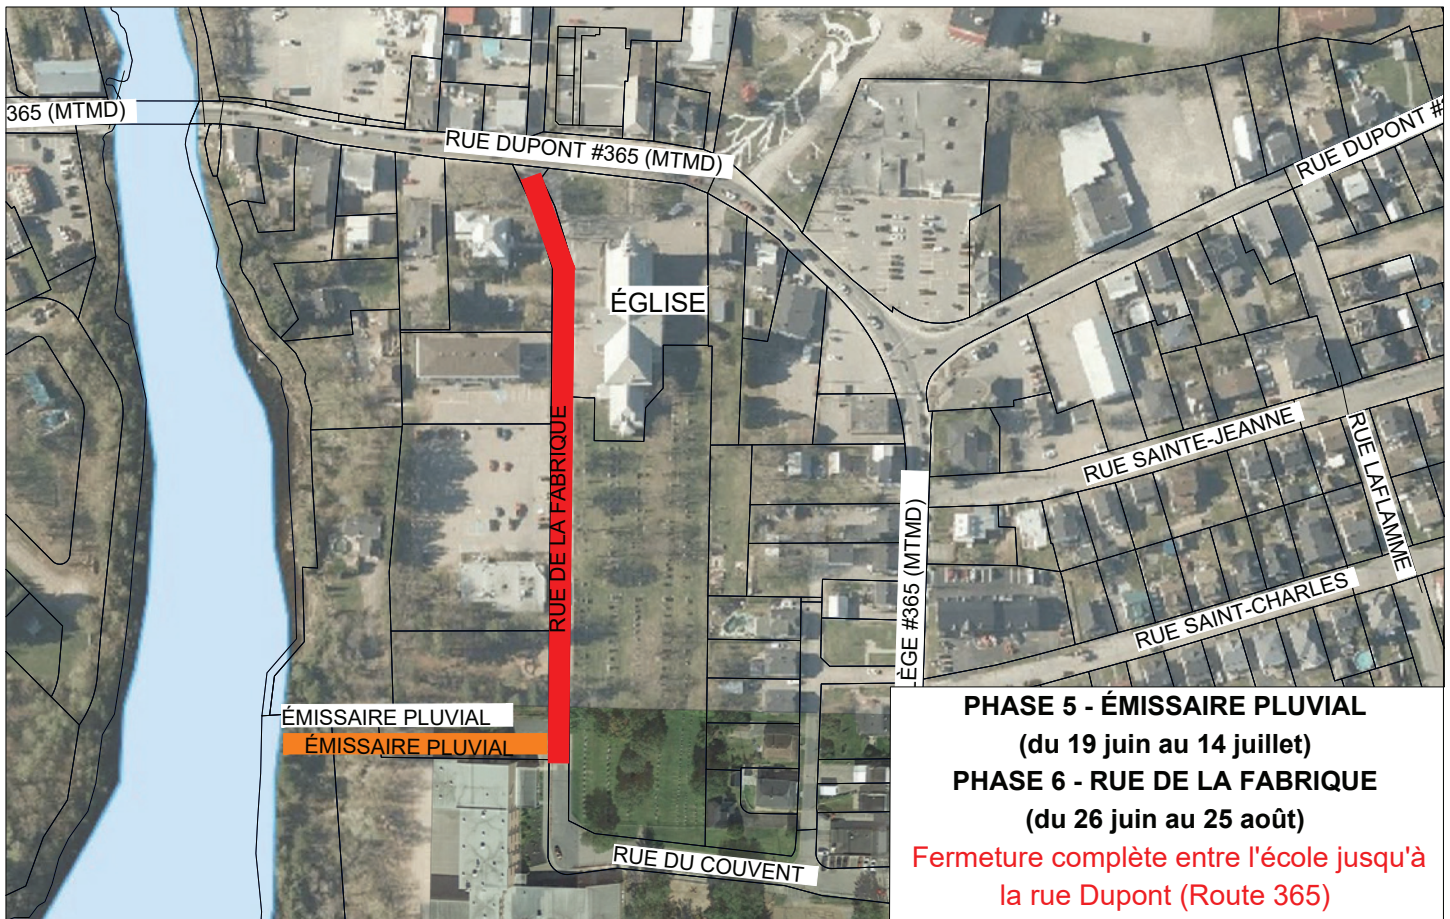 365 (MTMD)
RUE DUPONT #365 (MTMD)
RUE DUPONT #
ÉGLISE
RUE DE LA FABRIQUE
RUE SAINTE-JEANNE
RUE LAFLAMME
LÈGE #365 (MTMD)
RUE SAINT-CHARLES
ÉMISSAIRE PLUVIAL
ÉMISSAIRE PLUVIAL
RUE DU COUVENT
PHASE 5 - ÉMISSAIRE PLUVIAL
(du 19 juin au 14 juillet)
PHASE 6 - RUE DE LA FABRIQUE
(du 26 juin au 25 août)
Fermeture complète entre l'école jusqu'à
la rue Dupont (Route 365)